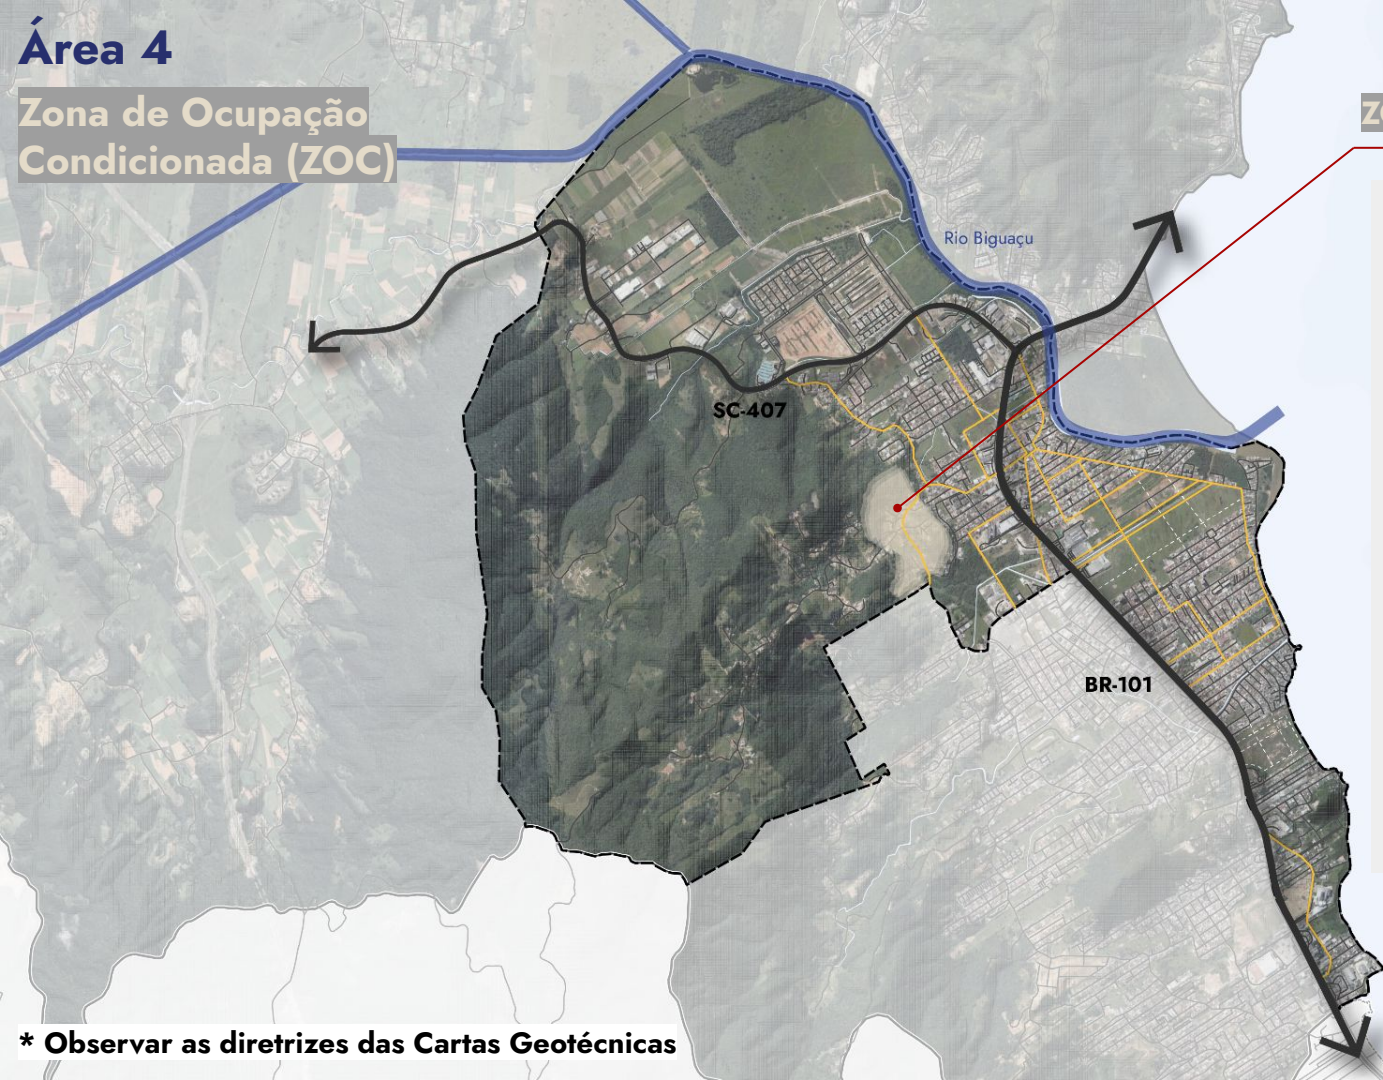 Área 4
Zona de Ocupação
Condicionada (ZOC)
Rio Biguaçu
SC-407
BR-101
* Observar as diretrizes das Cartas Geotécnicas